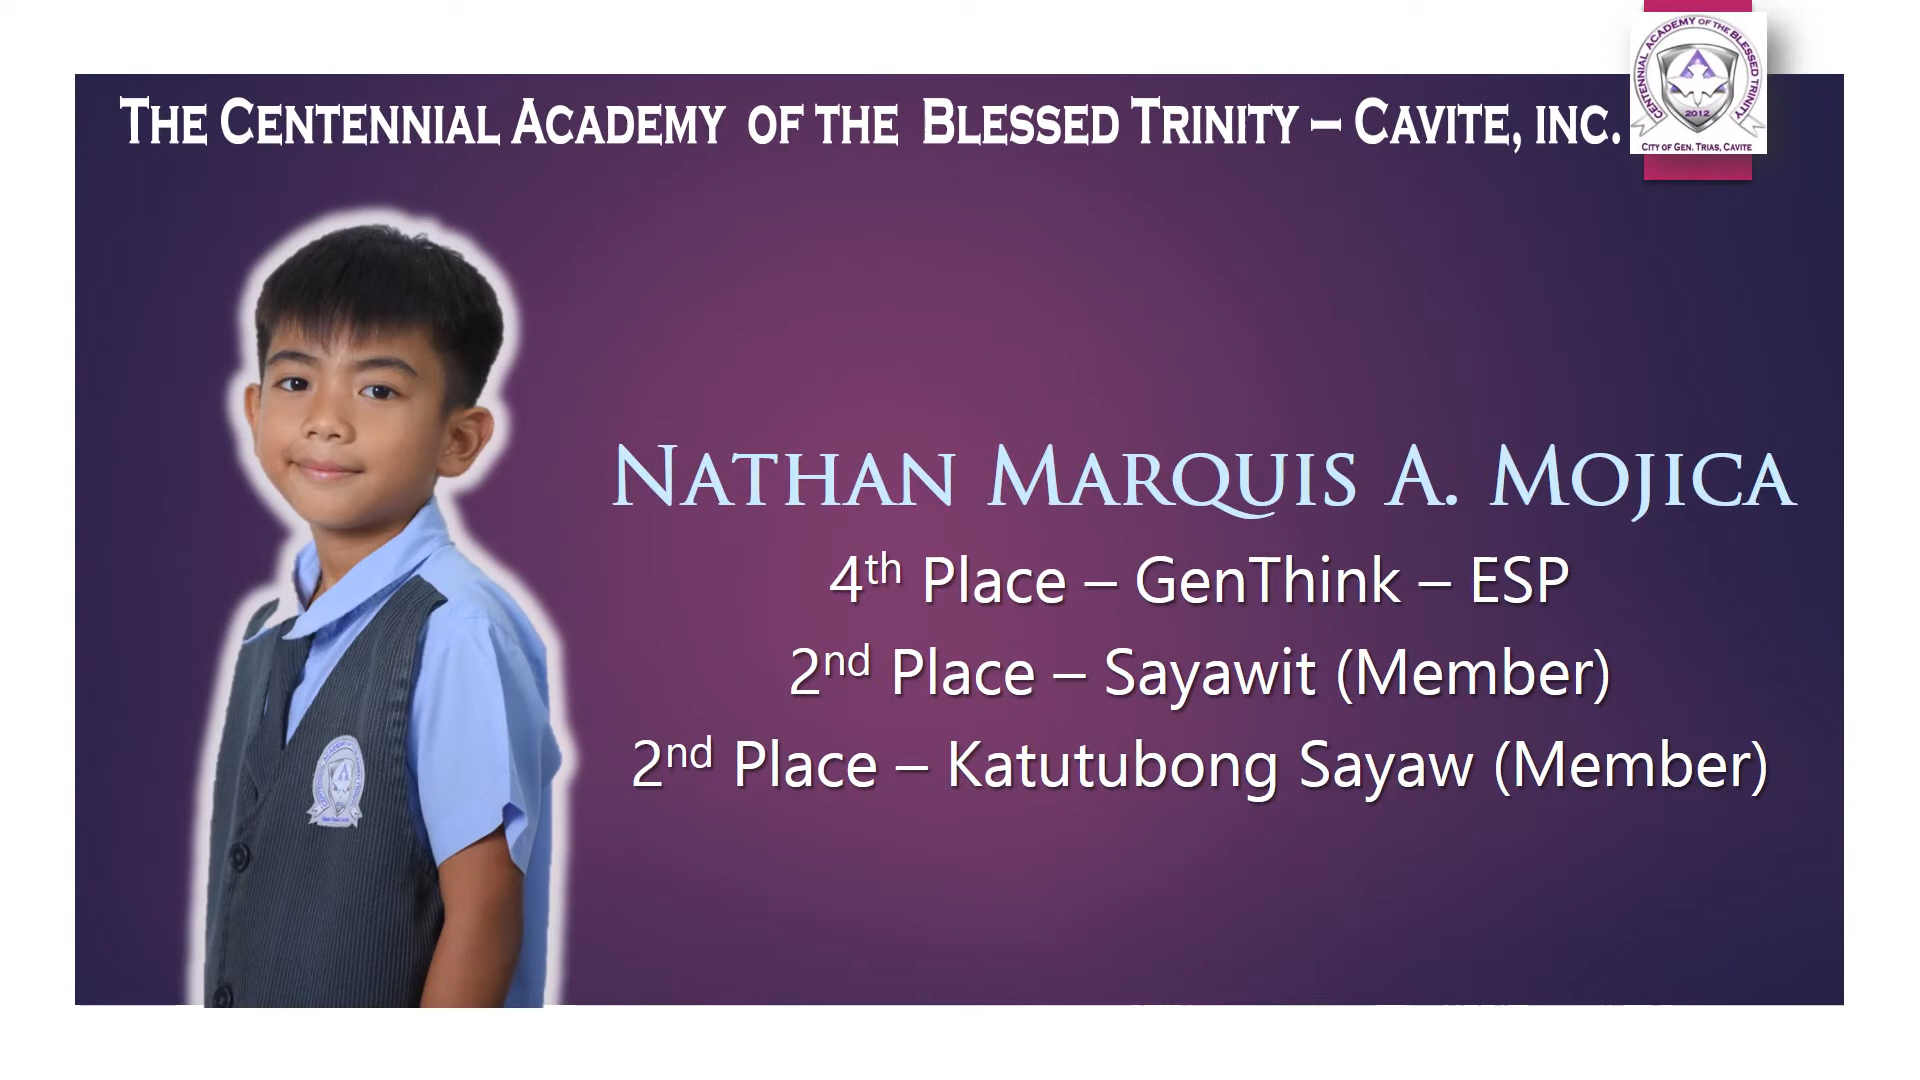 THE CENTENNIAL ACADEMY OF THE BLESSED TRINITY – CAVITE, INC.
CENTENNIAL ACADEMY OF THE BLESSED TRINITY
2012
CITY OF GEN. TRIAS, CAVITE
NATHAN MARQUIS A. MOJICA
4th Place – GenThink – ESP
2nd Place – Sayawit (Member)
2nd Place – Katutubong Sayaw (Member)